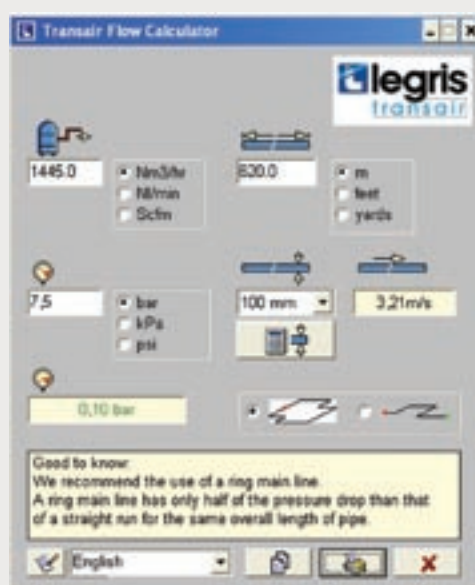 Transair Flow Calculator
legris
transair
1445.0
Nm3/hr
Nl/min
Scfm
620.0
m
feet
yards
7,5
bar
kPa
psi
100 mm
3,21m/s
0,10 bar
Good to know:
We recommend the use of a ring main line.
A ring main line has only half of the pressure drop than that
of a straight run for the same overall length of pipe.
English